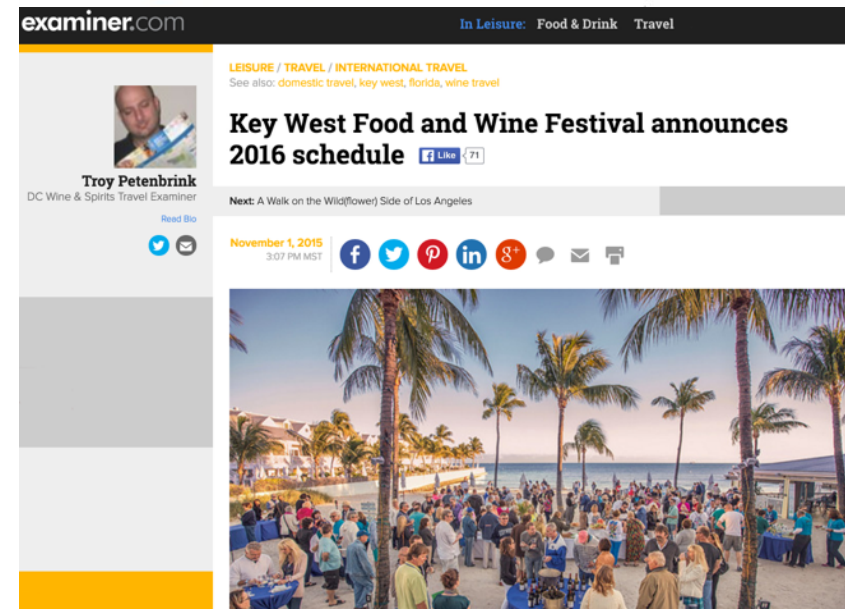 examiner.com
In Leisure: Food & Drink Travel
LEISURE / TRAVEL / INTERNATIONAL TRAVEL
See also: domestic travel, key west, florida, wine travel
Key West Food and Wine Festival announces
2016 schedule Like 71
Troy Petenbrink
DC Wine & Spirits Travel Examiner
Read Bio
Next: A Walk on the Wild(flower) Side of Los Angeles
November 1, 2015
3:07 PM MST